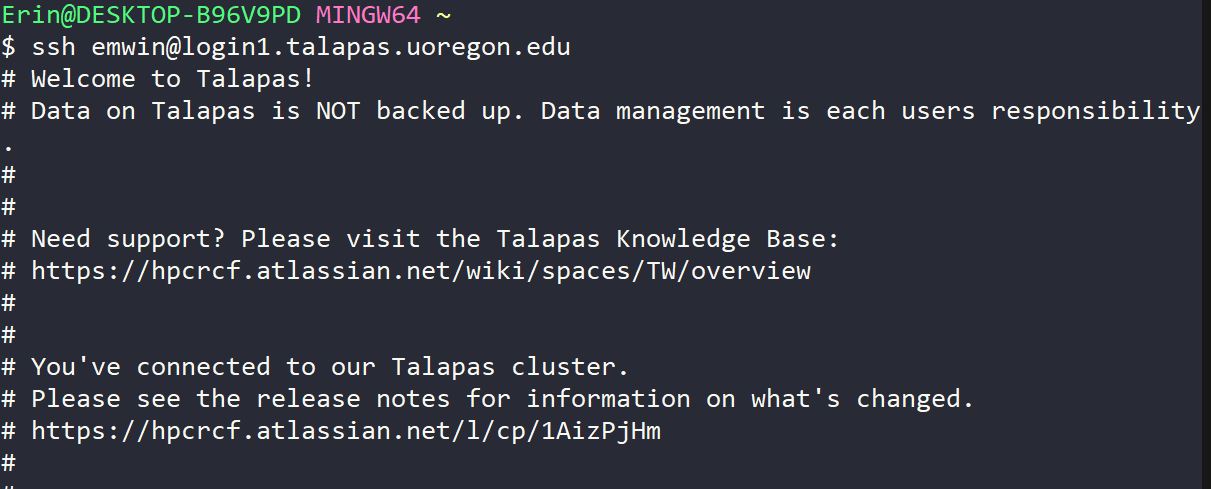 Erin@DESKTOP-B96V9PD MINGW64 ~
$ ssh emwin@login1.talapas.uoregon.edu
# Welcome to Talapas!
# Data on Talapas is NOT backed up. Data management is each users responsibility
.
#
#
# Need support? Please visit the Talapas Knowledge Base:
# https://hpcrcf.atlassian.net/wiki/spaces/TW/overview
#
#
# You've connected to our Talapas cluster.
# Please see the release notes for information on what's changed.
# https://hpcrcf.atlassian.net/l/cp/1AizPjHm
#
#